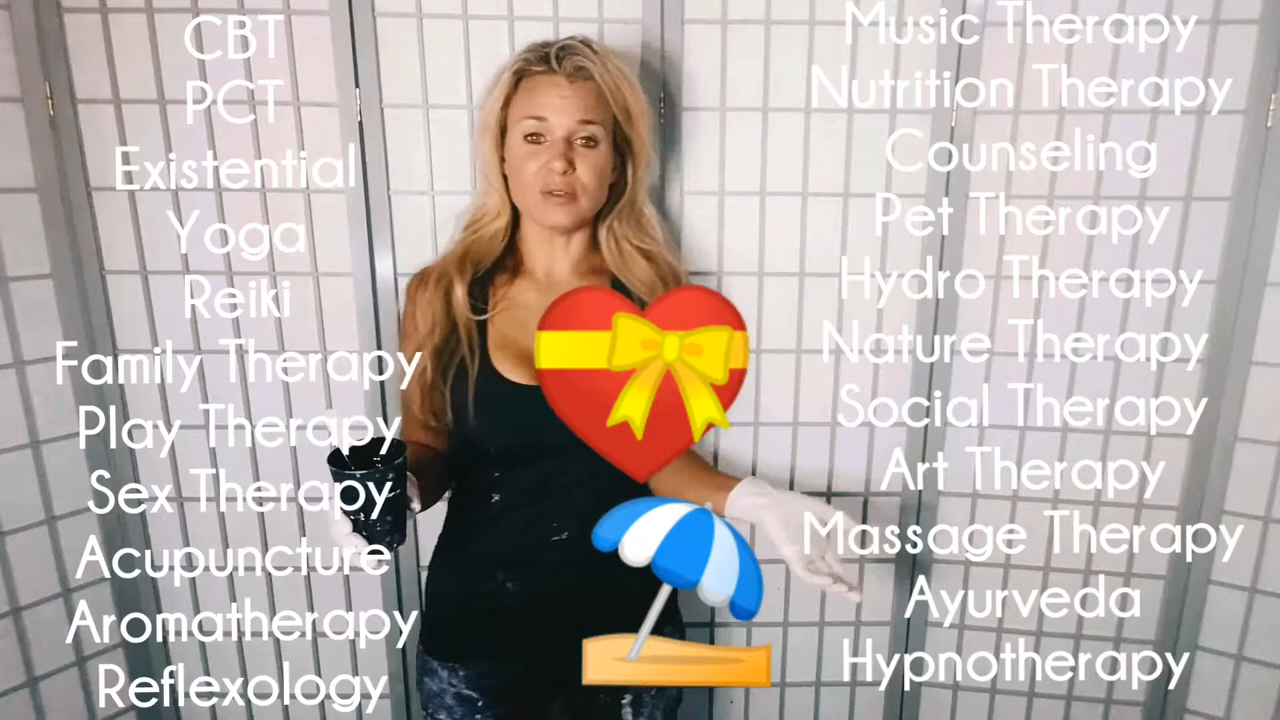 CBT
PCT
Existential
Yoga
Reiki
Family Therapy
Play Therapy
Sex Therapy
Acupuncture
Aromatherapy
Reflexology
Music Therapy
Nutrition Therapy
Counseling
Pet Therapy
Hydro Therapy
Nature Therapy
Social Therapy
Art Therapy
Massage Therapy
Ayurveda
Hypnotherapy